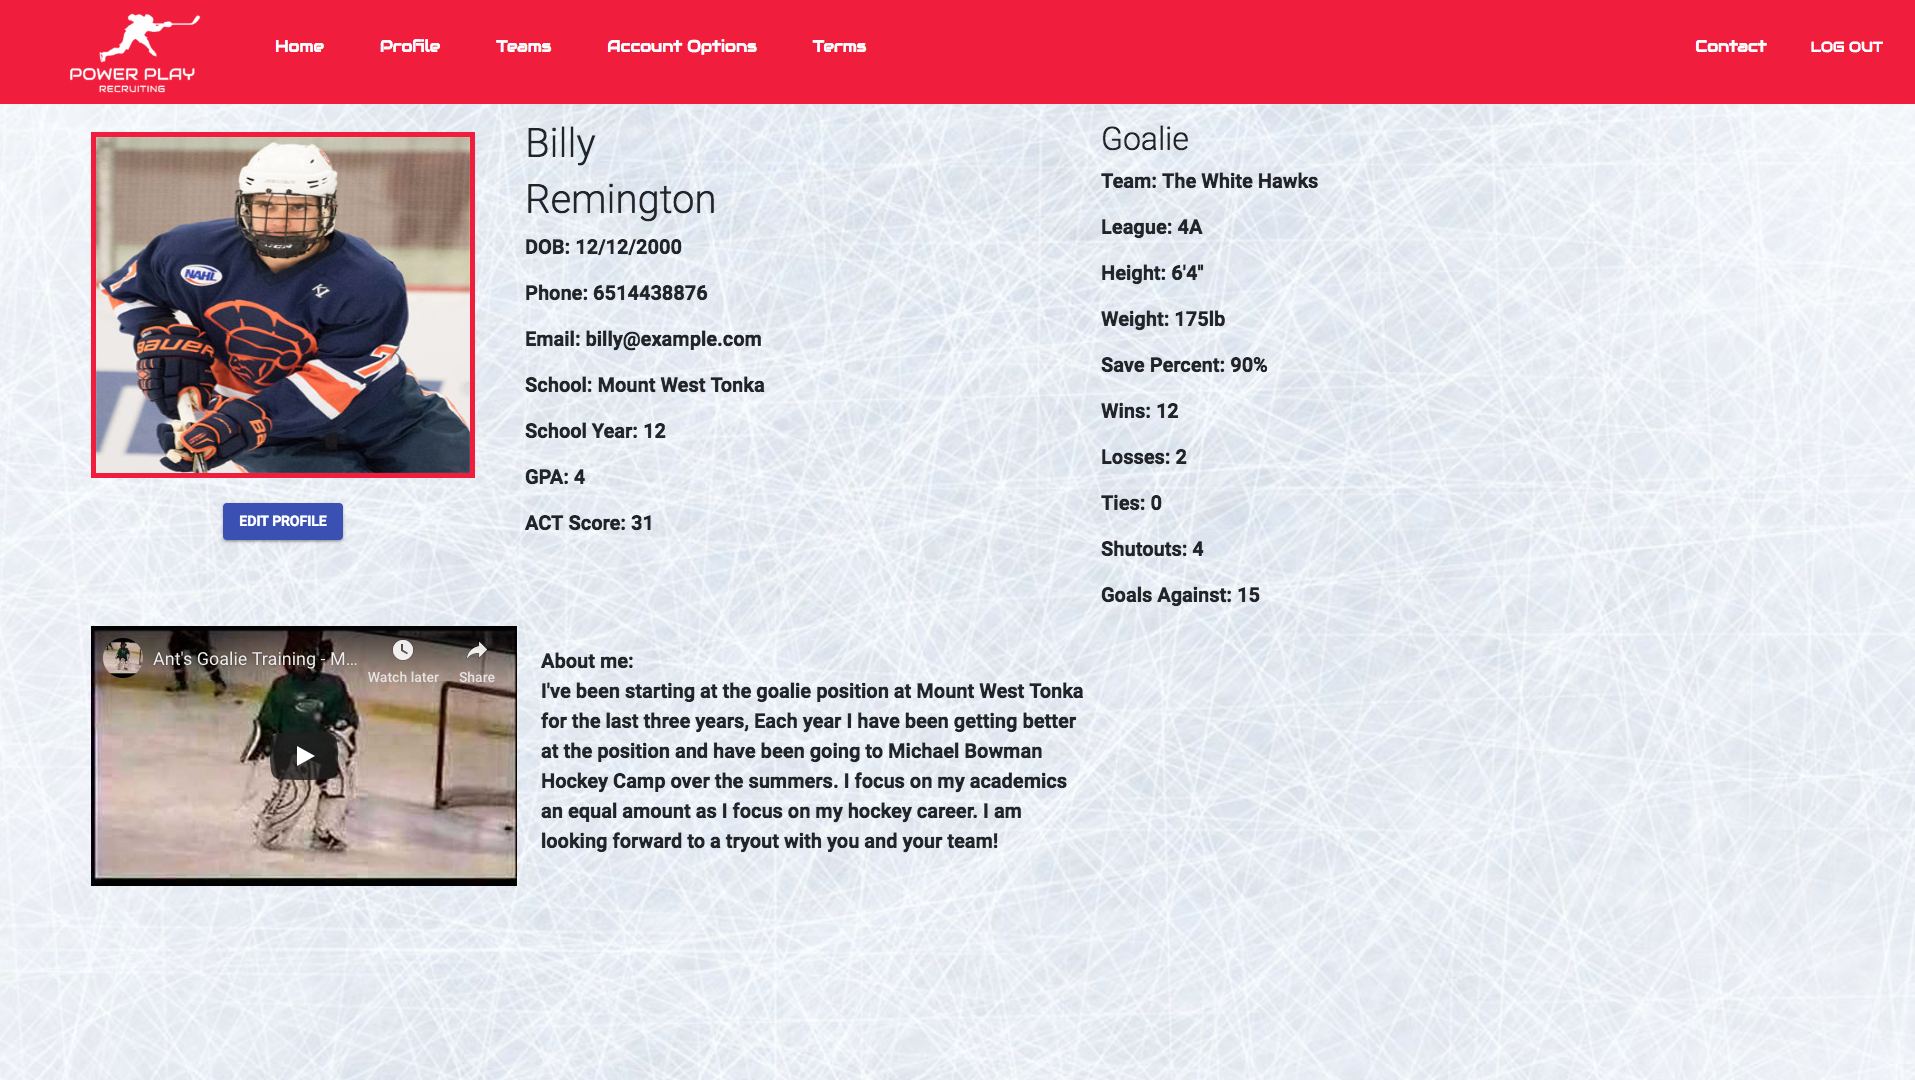 POWER PLAY
RECRUITING
Home
Profile
Teams
Account Options
Terms
Contact
LOG OUT
NAHL
BAUER
7
EDIT PROFILE
Billy
Remington
DOB: 12/12/2000
Phone: 6514438876
Email: billy@example.com
School: Mount West Tonka
School Year: 12
GPA: 4
ACT Score: 31
Goalie
Team: The White Hawks
League: 4A
Height: 6'4"
Weight: 175lb
Save Percent: 90%
Wins: 12
Losses: 2
Ties: 0
Shutouts: 4
Goals Against: 15
Ant's Goalie Training - M...
Watch later
Share
About me:
I've been starting at the goalie position at Mount West Tonka
for the last three years, Each year I have been getting better
at the position and have been going to Michael Bowman
Hockey Camp over the summers. I focus on my academics
an equal amount as I focus on my hockey career. I am
looking forward to a tryout with you and your team!